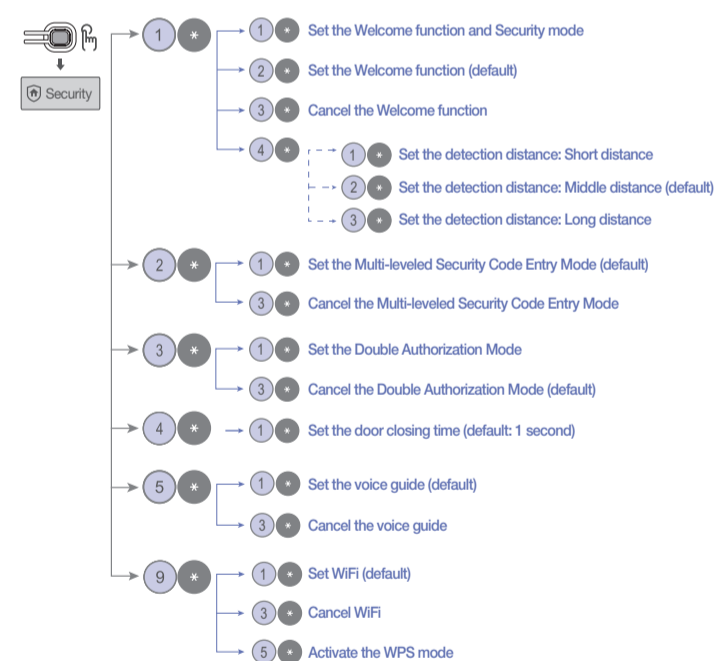 1 * 1 * Set the Welcome function and Security mode
Security
2 * Set the Welcome function (default)
3 * Cancel the Welcome function
4 *
1 * Set the detection distance: Short distance
2 * Set the detection distance: Middle distance (default)
3 * Set the detection distance: Long distance
2 * 1 * Set the Multi-leveled Security Code Entry Mode (default)
3 * Cancel the Multi-leveled Security Code Entry Mode
3 * 1 * Set the Double Authorization Mode
3 * Cancel the Double Authorization Mode (default)
4 * 1 * Set the door closing time (default: 1 second)
5 * 1 * Set the voice guide (default)
3 * Cancel the voice guide
9 * 1 * Set WiFi (default)
3 * Cancel WiFi
5 * Activate the WPS mode